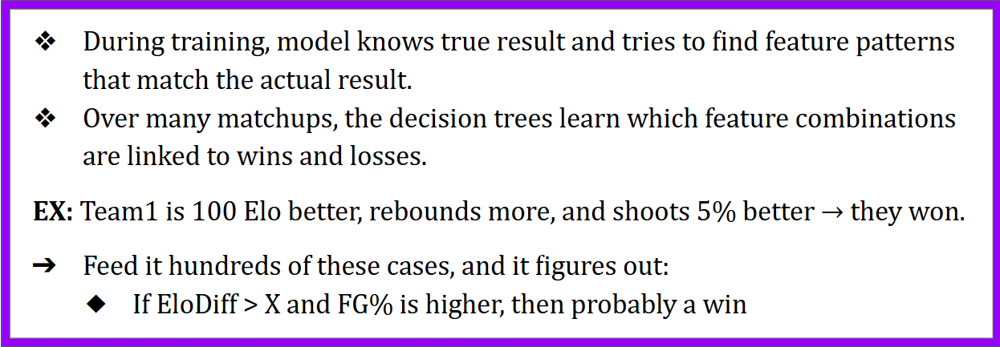 ❖ During training, model knows true result and tries to find feature patterns
that match the actual result.
❖ Over many matchups, the decision trees learn which feature combinations
are linked to wins and losses.
EX: Team1 is 100 Elo better, rebounds more, and shoots 5% better → they won.
➔ Feed it hundreds of these cases, and it figures out:
◆ If EloDiff > X and FG% is higher, then probably a win